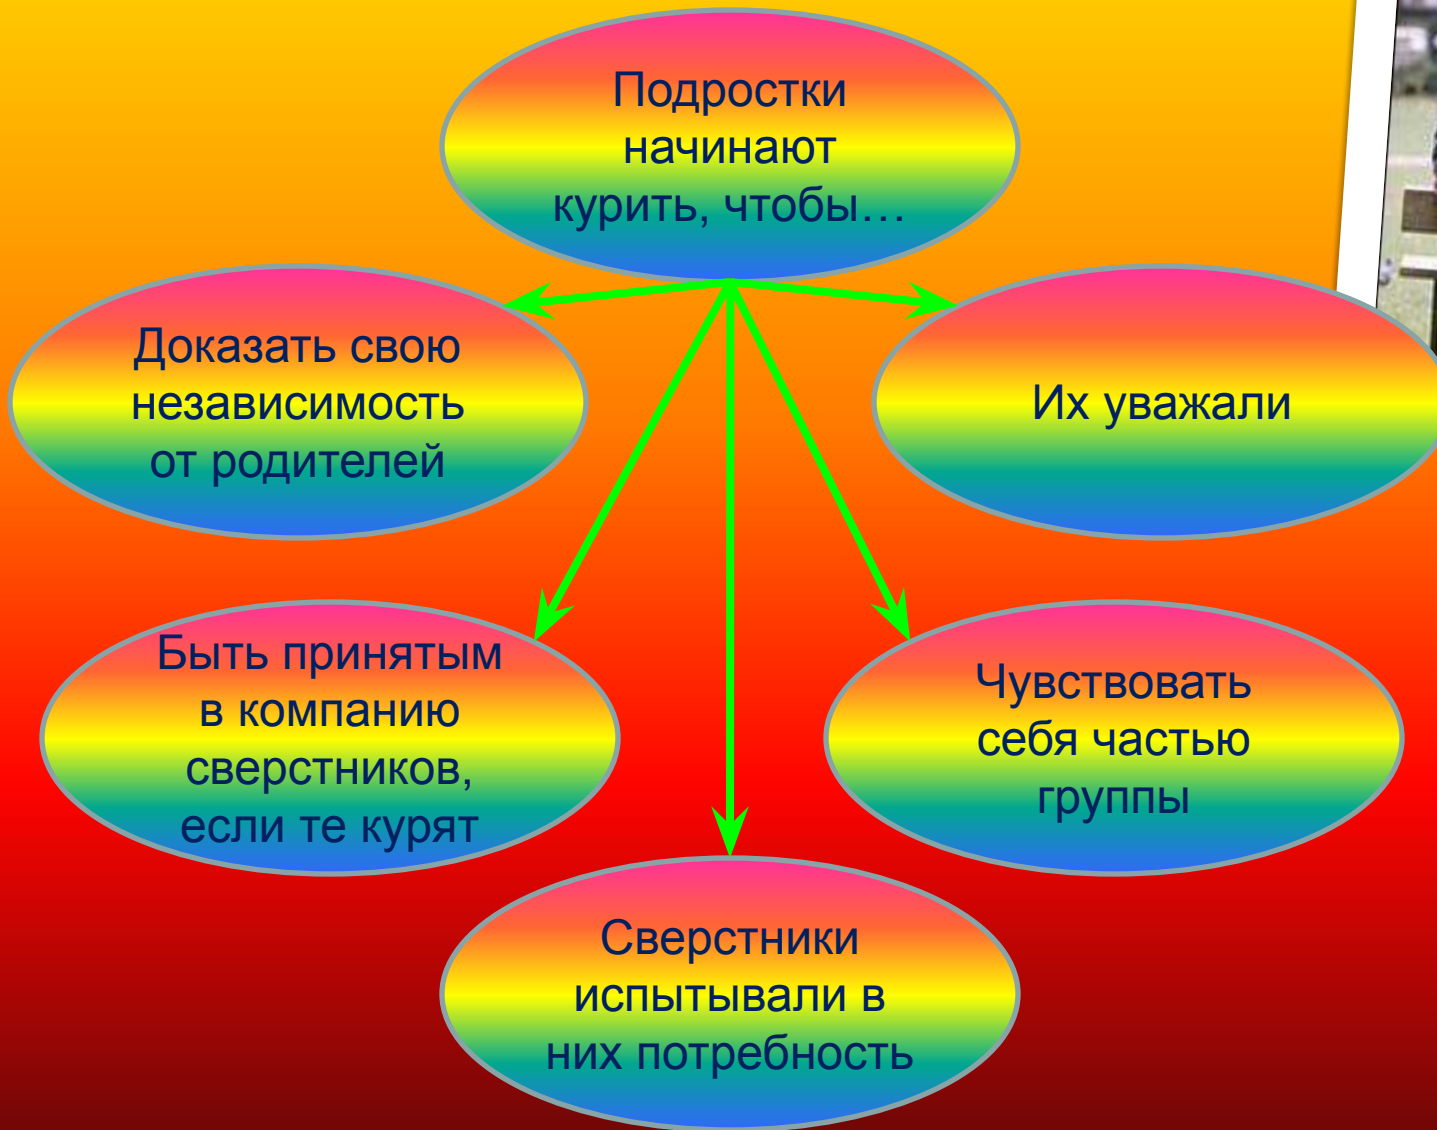 Подростки
начинают
курить, чтобы…
Доказать свою
независимость
от родителей
Их уважали
Быть принятым
в компанию
сверстников,
если те курят
Чувствовать
себя частью
группы
Сверстники
испытывали в
них потребность